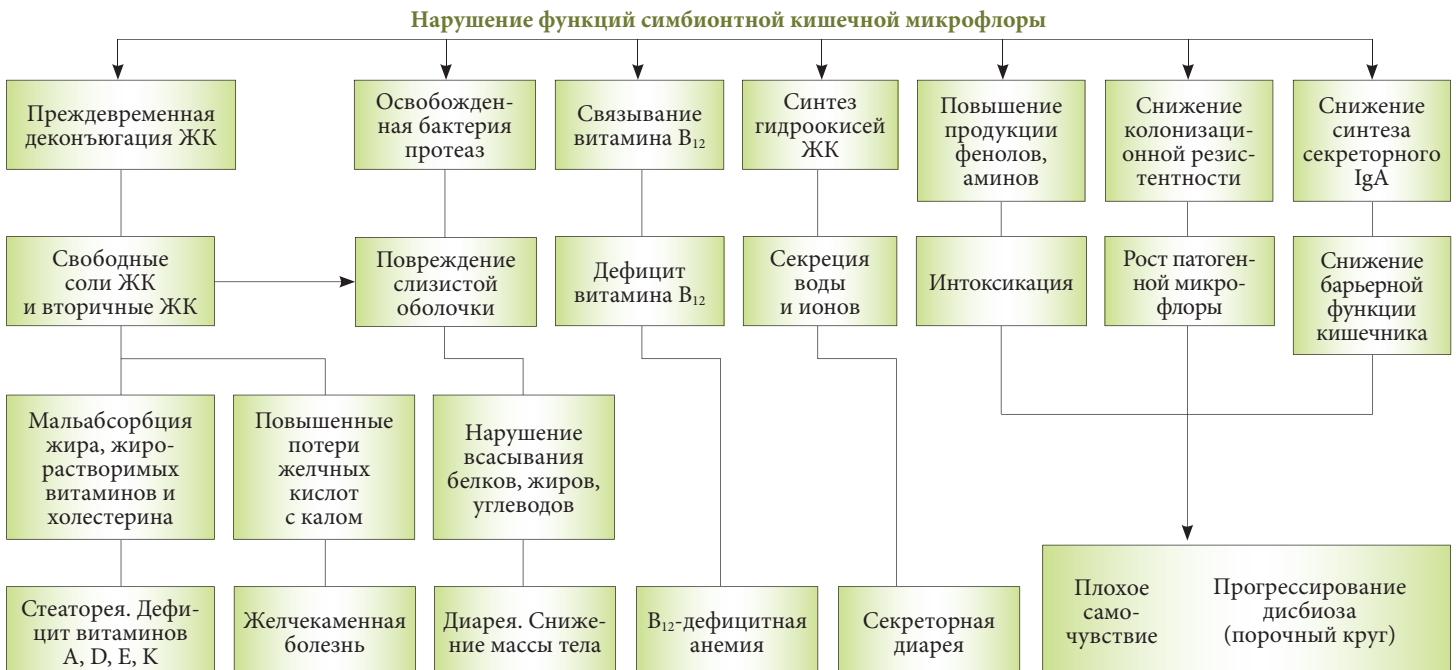 Нарушение функций симбионтной кишечной микрофлоры
Преждевременная
деконъюгация ЖК
Освобожден-
ная бактерия
протеаз
Связывание
витамина B₁₂
Синтез
гидроокисей
ЖК
Повышение
продукции
фенолов,
аминов
Снижение
колонизаци-
онной резис-
тентности
Снижение
синтеза
секреторного
IgA
Свободные
соли ЖК
и вторичные ЖК
Повреждение
слизистой
оболочки
Дефицит
витамина B₁₂
Секреция
воды
и ионов
Интоксикация
Рост патоген-
ной микро-
флоры
Снижение
барьерной
функции
кишечника
Мальабсорбция
жира, жиро-
растворимых
витаминов и
холестерина
Повышенные
потери
желчных
кислот
с калом
Нарушение
всасывания
белков, жиров,
углеводов
Стеаторея. Дефи-
цит витаминов
A, D, E, K
Желчекаменная
болезнь
Диарея. Сниже-
ние массы тела
B₁₂-дефицитная
анемия
Секреторная
диарея
Плохое
само-
чувствие
Прогрессирование
дисбиоза
(порочный круг)